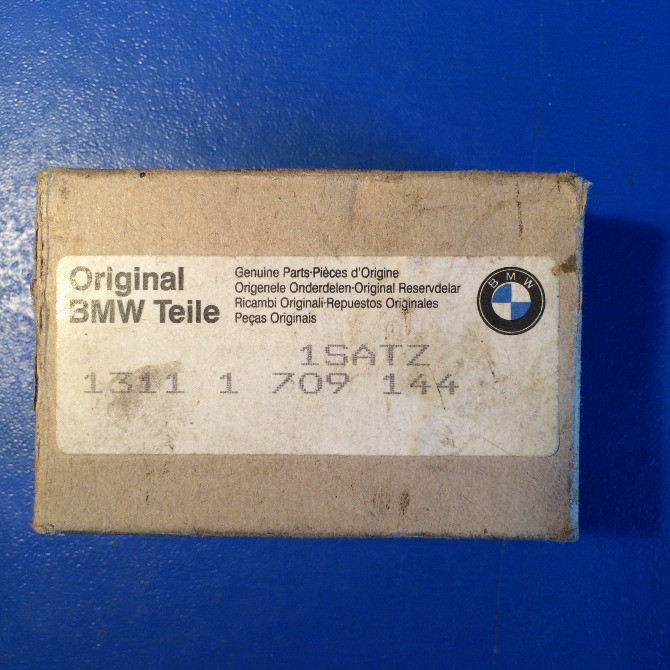 Original
BMW Teile
Genuine Parts·Pièces d'Origine
Origenele Onderdelen·Original Reservdelar
Ricambi Originali·Repuestos Originales
Peças Originais
BMW
1SATZ
1311 1 709 144